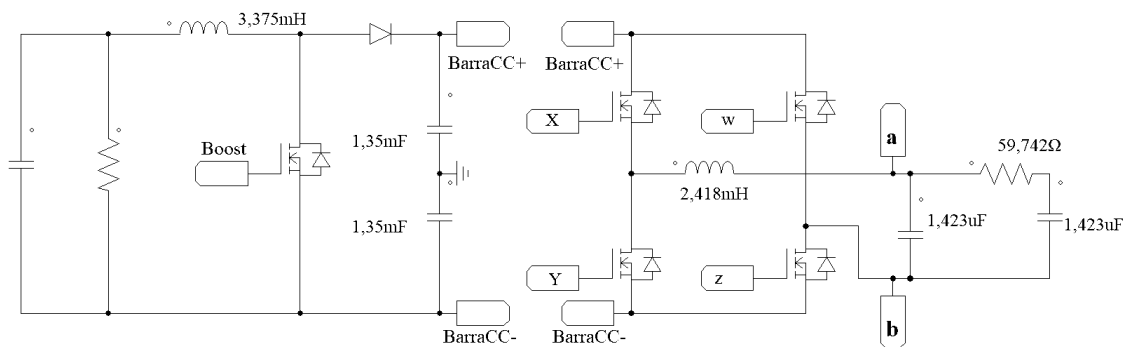 3,375mH
BarraCC+
BarraCC+
X
w
a
59,742Ω
Boost
1,35mF
2,418mH
1,423uF
1,423uF
1,35mF
Y
z
BarraCC-
BarraCC-
b